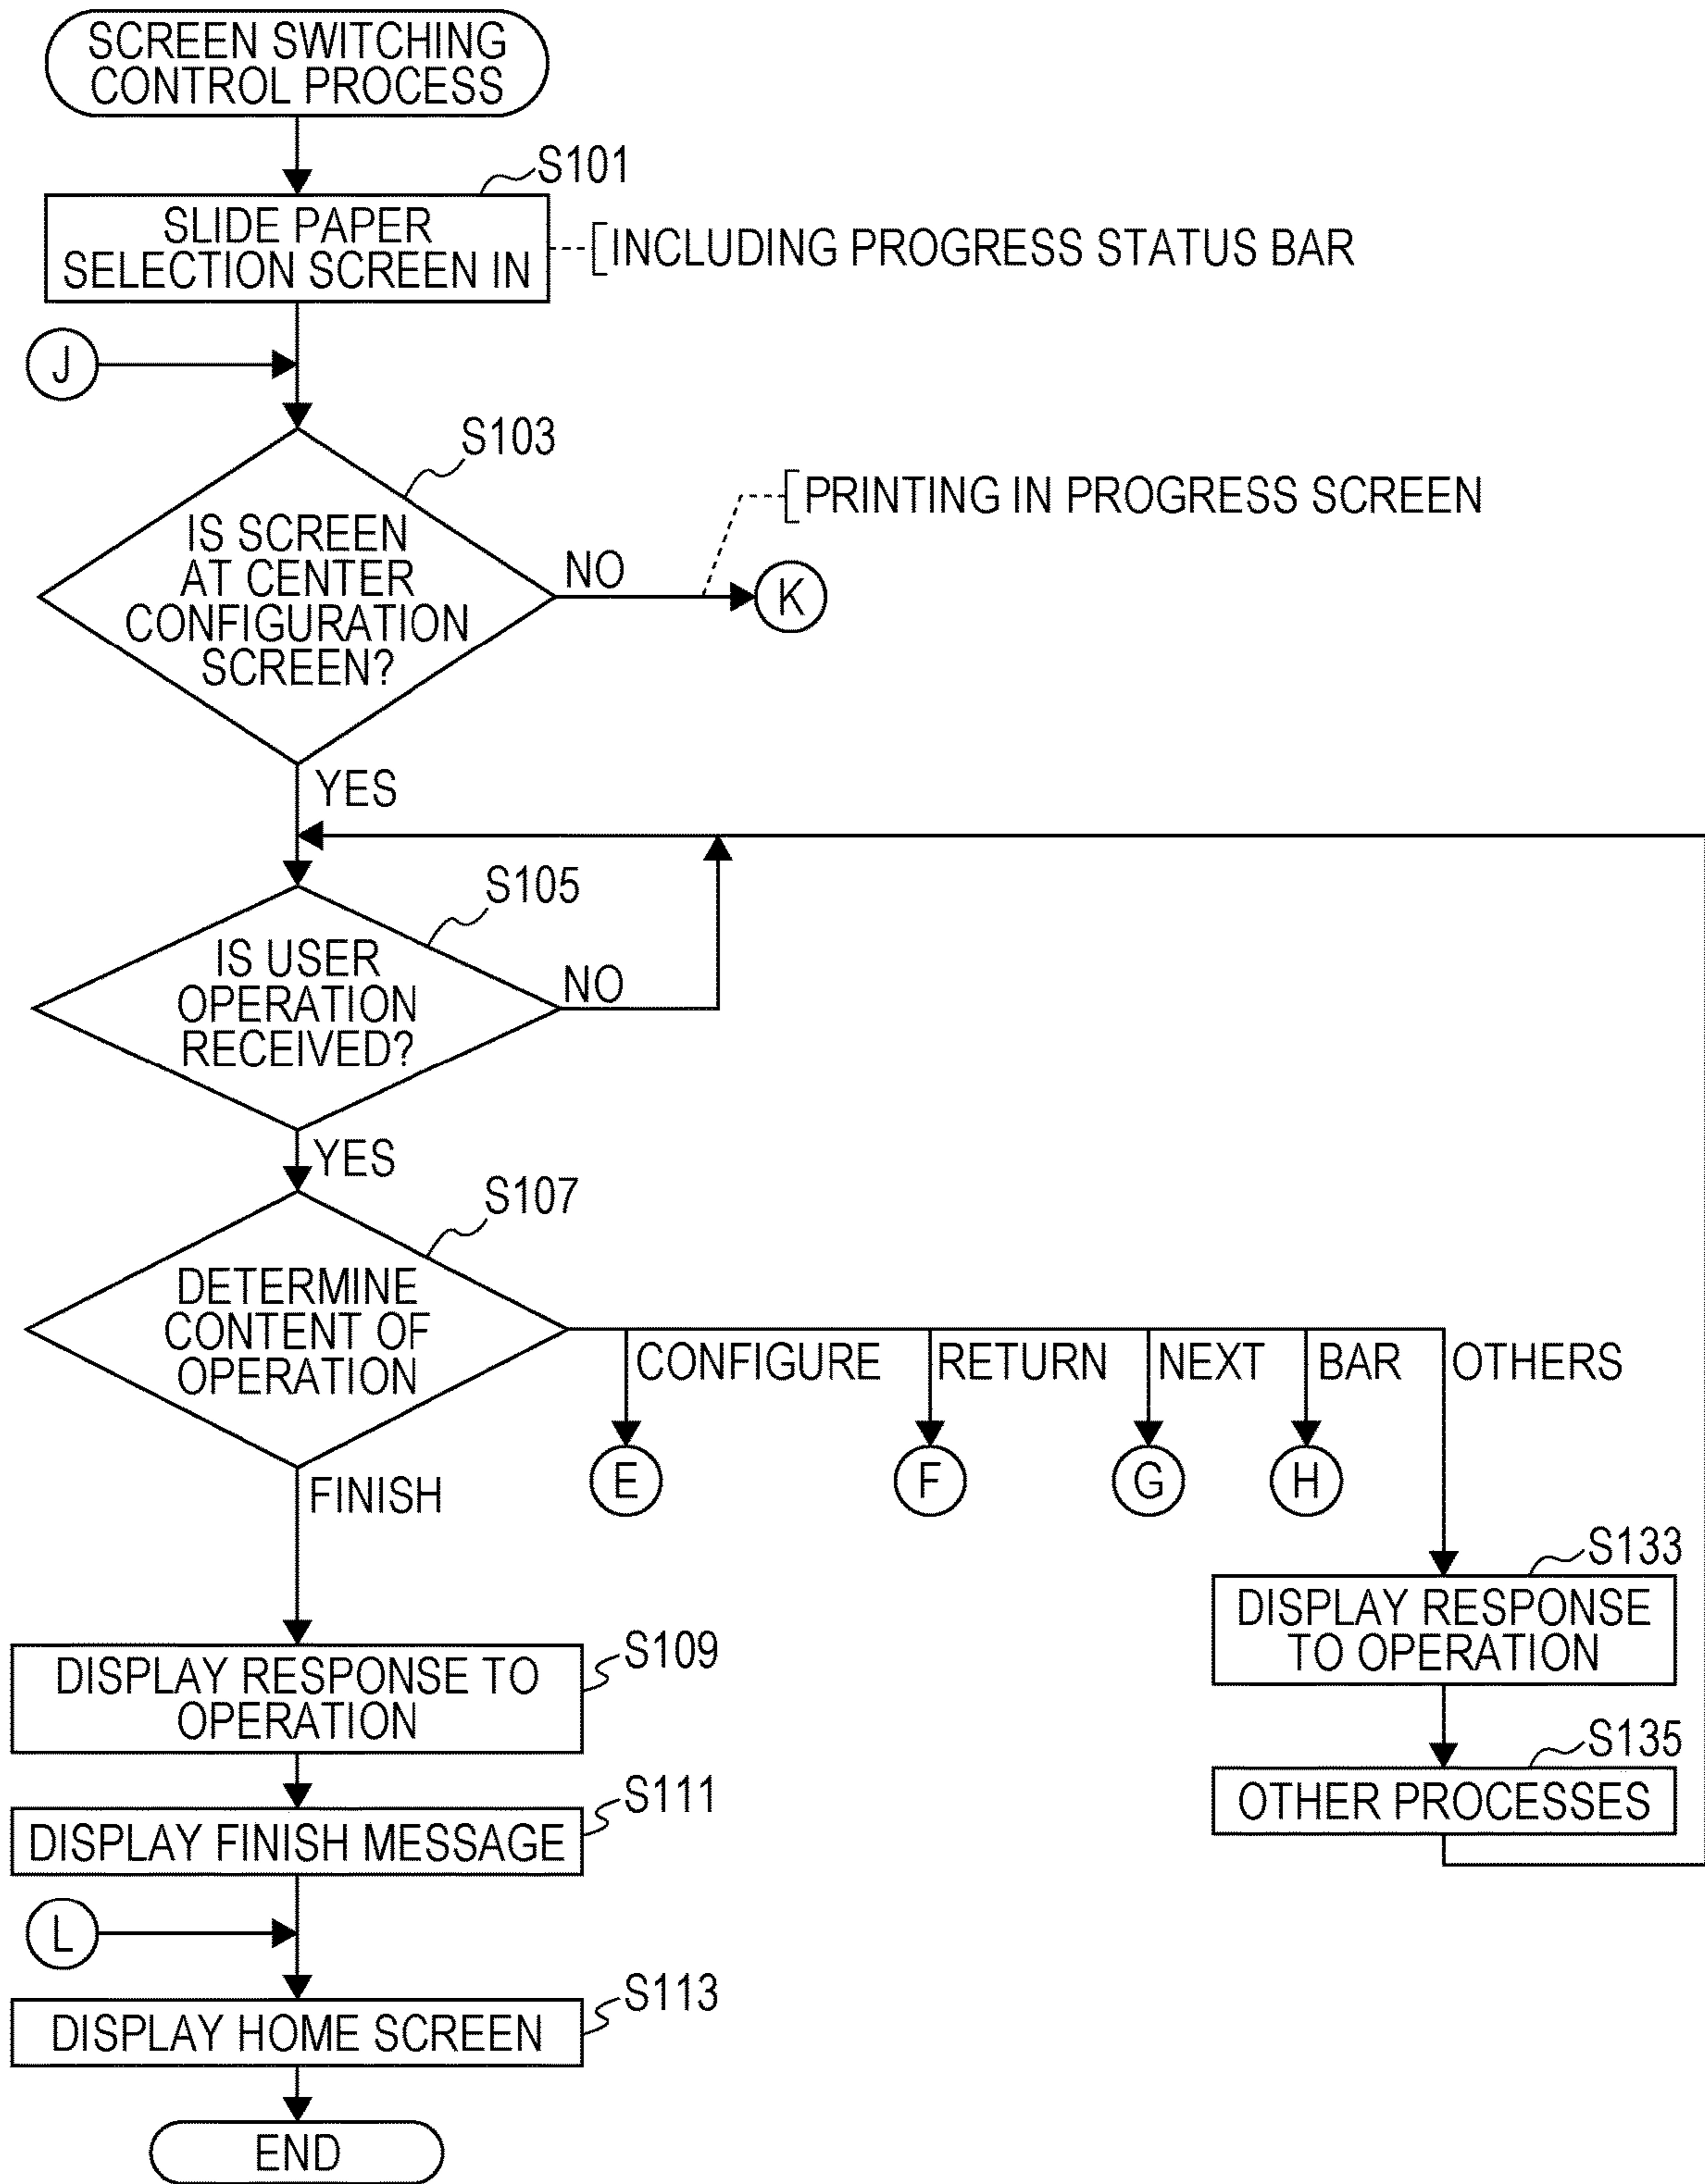 SCREEN SWITCHING
CONTROL PROCESS
S101
SLIDE PAPER
SELECTION SCREEN IN
INCLUDING PROGRESS STATUS BAR
J
S103
PRINTING IN PROGRESS SCREEN
IS SCREEN
AT CENTER
CONFIGURATION
SCREEN?
NO
K
YES
S105
IS USER
OPERATION
RECEIVED?
NO
YES
S107
DETERMINE
CONTENT OF
OPERATION
CONFIGURE
RETURN
NEXT
BAR
OTHERS
E
F
G
H
FINISH
S133
DISPLAY RESPONSE
TO OPERATION
S109
DISPLAY RESPONSE TO
OPERATION
S135
OTHER PROCESSES
S111
DISPLAY FINISH MESSAGE
L
S113
DISPLAY HOME SCREEN
END